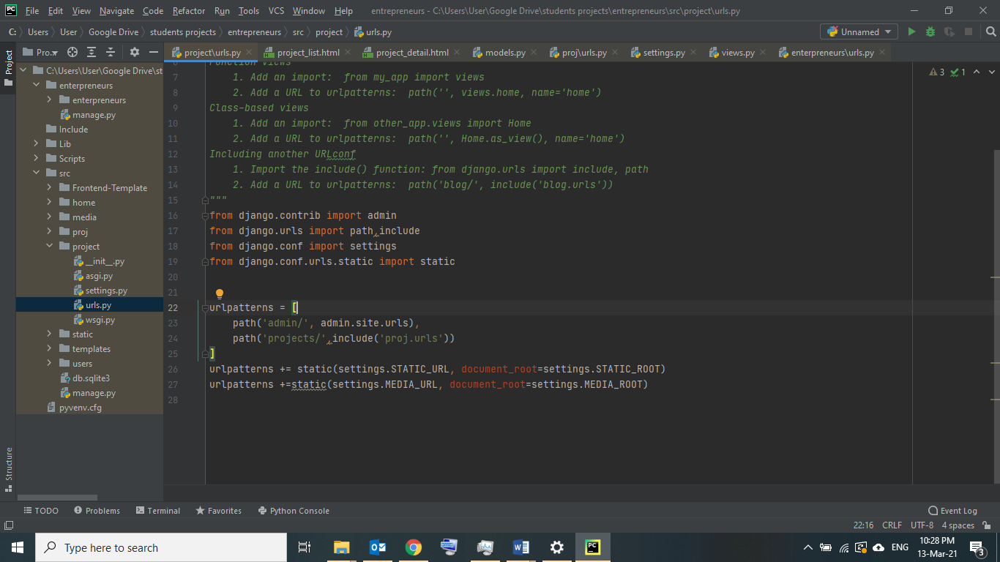 PC File Edit View Navigate Code Refactor Run Tools VCS Window Help entrepreneurs - C:\Users\User\Google Drive\students projects\entrepreneurs\src\project\urls.py
C: Users User Google Drive students projects entrepreneurs src project urls.py Unnamed
Project
Pro... project\urls.py project_list.html project_detail.html models.py proj\urls.py settings.py views.py enterpreneurs\urls.py
C:\Users\User\Google Drive\st
enterpreneurs
enterpreneurs
manage.py
Include
Lib
Scripts
src
Frontend-Template
home
media
proj
project
__init__.py
asgi.py
settings.py
urls.py
wsgi.py
static
templates
users
db.sqlite3
manage.py
pyvenv.cfg
3 1
6 Function views
7 1. Add an import:  from my_app import views
8 2. Add a URL to urlpatterns:  path('', views.home, name='home')
9 Class-based views
10 1. Add an import:  from other_app.views import Home
11 2. Add a URL to urlpatterns:  path('', Home.as_view(), name='home')
12 Including another URLconf
13 1. Import the include() function: from django.urls import include, path
14 2. Add a URL to urlpatterns:  path('blog/', include('blog.urls'))
15 """
16 from django.contrib import admin
17 from django.urls import path,include
18 from django.conf import settings
19 from django.conf.urls.static import static
20
21
22 urlpatterns = [
23 path('admin/', admin.site.urls),
24 path('projects/',include('proj.urls'))
25 ]
26 urlpatterns += static(settings.STATIC_URL, document_root=settings.STATIC_ROOT)
27 urlpatterns +=static(settings.MEDIA_URL, document_root=settings.MEDIA_ROOT)
28
Structure
TODO Problems Terminal Favorites Python Console Event Log
22:16 CRLF UTF-8 4 spaces
Type here to search
PC
ENG
10:28 PM
13-Mar-21
3